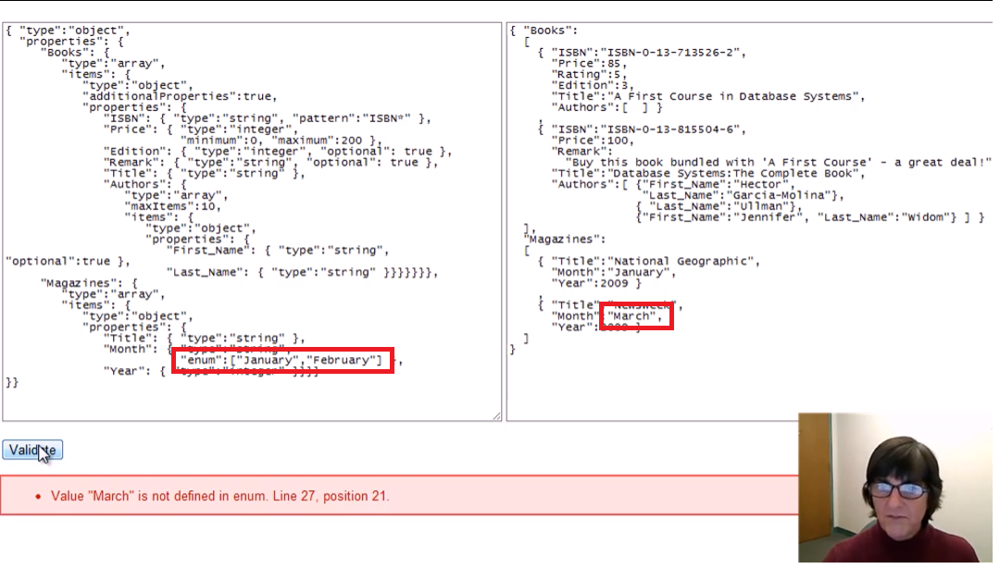 { "type":"object",
"properties": {
"Books": {
"type":"array",
"items": {
"type":"object",
"additionalProperties":true,
"properties": {
"ISBN": { "type":"string", "pattern":"ISBN*" },
"Price": { "type":"integer",
"minimum":0, "maximum":200 },
"Edition": { "type":"integer", "optional": true },
"Remark": { "type":"string", "optional": true },
"Title": { "type":"string" },
"Authors": {
"type":"array",
"maxItems":10,
"items": {
"type":"object",
"properties": {
"First_Name": { "type":"string",
"optional":true },
"Last_Name": { "type":"string" }}}}}}},
"Magazines": {
"type":"array",
"items": {
"type":"object",
"properties": {
"Title": { "type":"string" },
"Month": { "type":"string",
"enum":["January","February"] },
"Year": { "type":"integer" }}}}
}}
{ "Books":
[
{ "ISBN":"ISBN-0-13-713526-2",
"Price":85,
"Rating":5,
"Edition":3,
"Title":"A First Course in Database Systems",
"Authors":[ ] }
,
{ "ISBN":"ISBN-0-13-815504-6",
"Price":100,
"Remark":
"Buy this book bundled with 'A First Course' - a great deal!"
"Title":"Database Systems:The Complete Book",
"Authors":[ {"First_Name":"Hector",
"Last_Name":"Garcia-Molina"},
{ "Last_Name":"Ullman"},
{"First_Name":"Jennifer", "Last_Name":"Widom"} ] }
],
"Magazines":
[
{ "Title":"National Geographic",
"Month":"January",
"Year":2009 }
,
{ "Title":"Newsweek",
"Month":"March",
"Year":2009 }
]
}
Validate
• Value "March" is not defined in enum. Line 27, position 21.